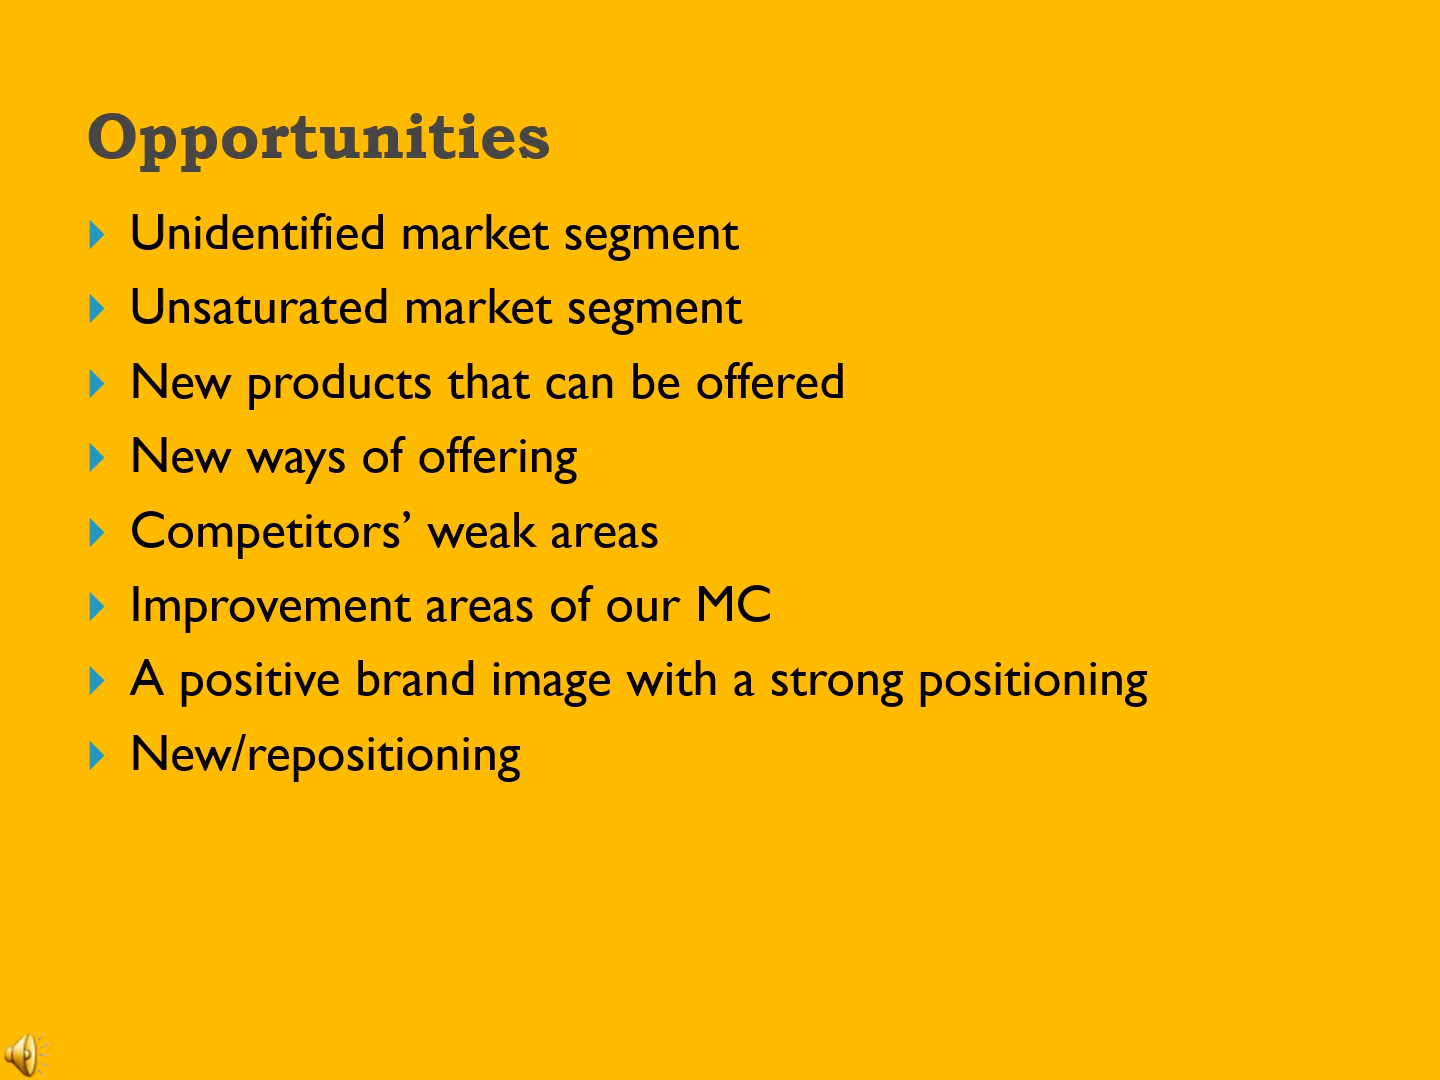 Opportunities
Unidentified market segment
Unsaturated market segment
New products that can be offered
New ways of offering
Competitors’ weak areas
Improvement areas of our MC
A positive brand image with a strong positioning
New/repositioning